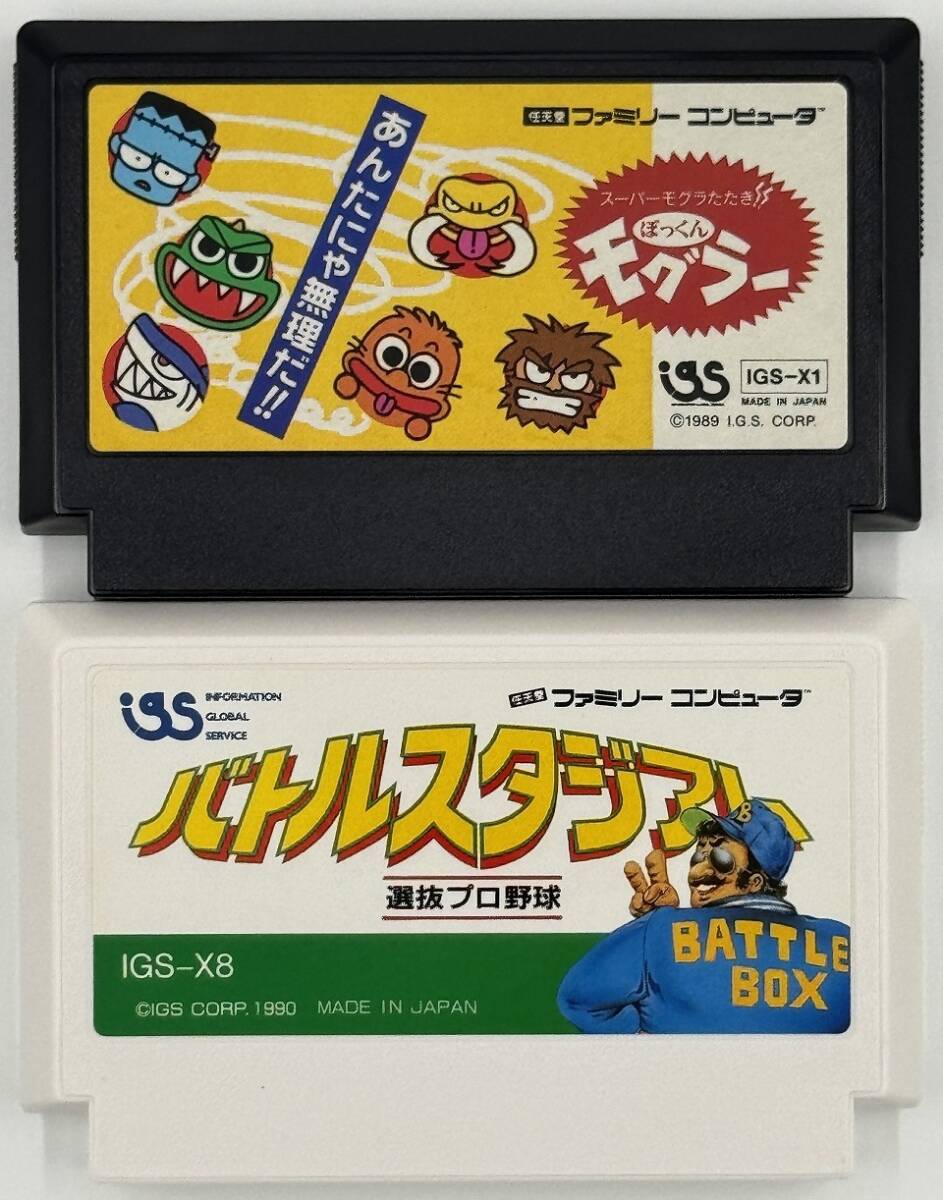 任天堂 ファミリー コンピュータ™
あんたにゃ無理だ!!
スーパーモグラたたき!!
ぽっくん
モグラー
igs IGS-X1
MADE IN JAPAN
©1989 I.G.S. CORP.
igs INFORMATION
GLOBAL
SERVICE
任天堂 ファミリー コンピュータ™
バトルスタジアム
選抜プロ野球
B
BATTLE
BOX
IGS-X8
©IGS CORP. 1990 MADE IN JAPAN